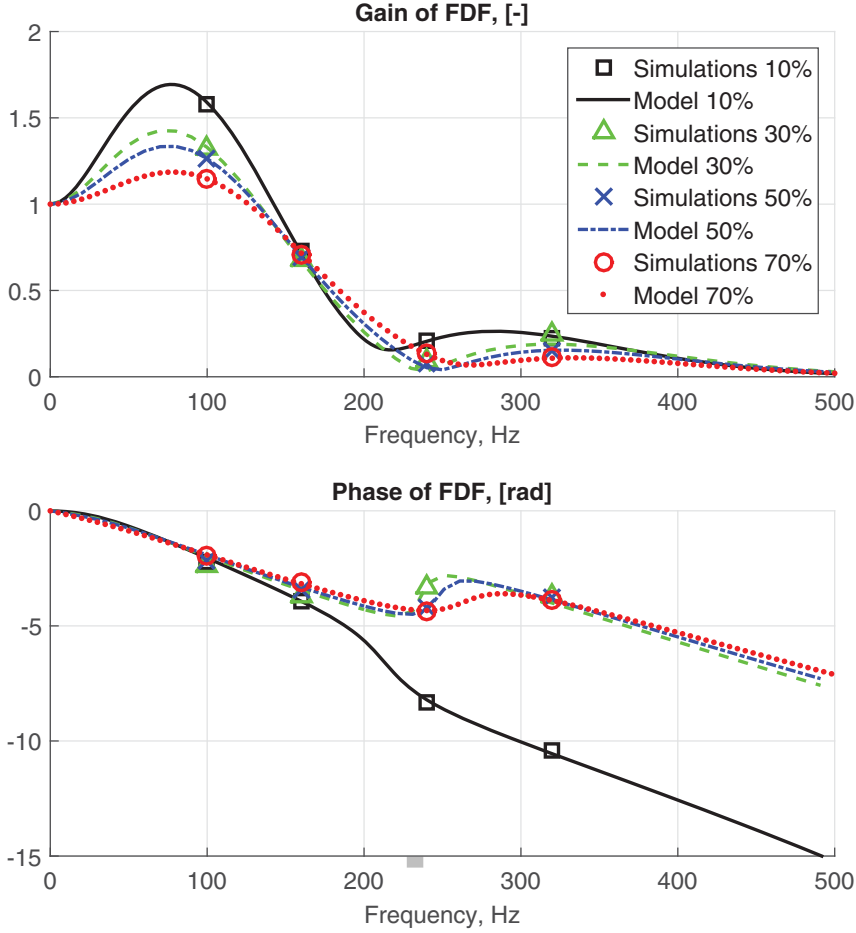 Gain of FDF, [-]
2
1.5
1
0.5
0
Simulations 10%
Model 10%
Simulations 30%
Model 30%
Simulations 50%
Model 50%
Simulations 70%
Model 70%
0 100 200 300 400 500
Frequency, Hz
Phase of FDF, [rad]
0
-5
-10
-15
0 100 200 300 400 500
Frequency, Hz